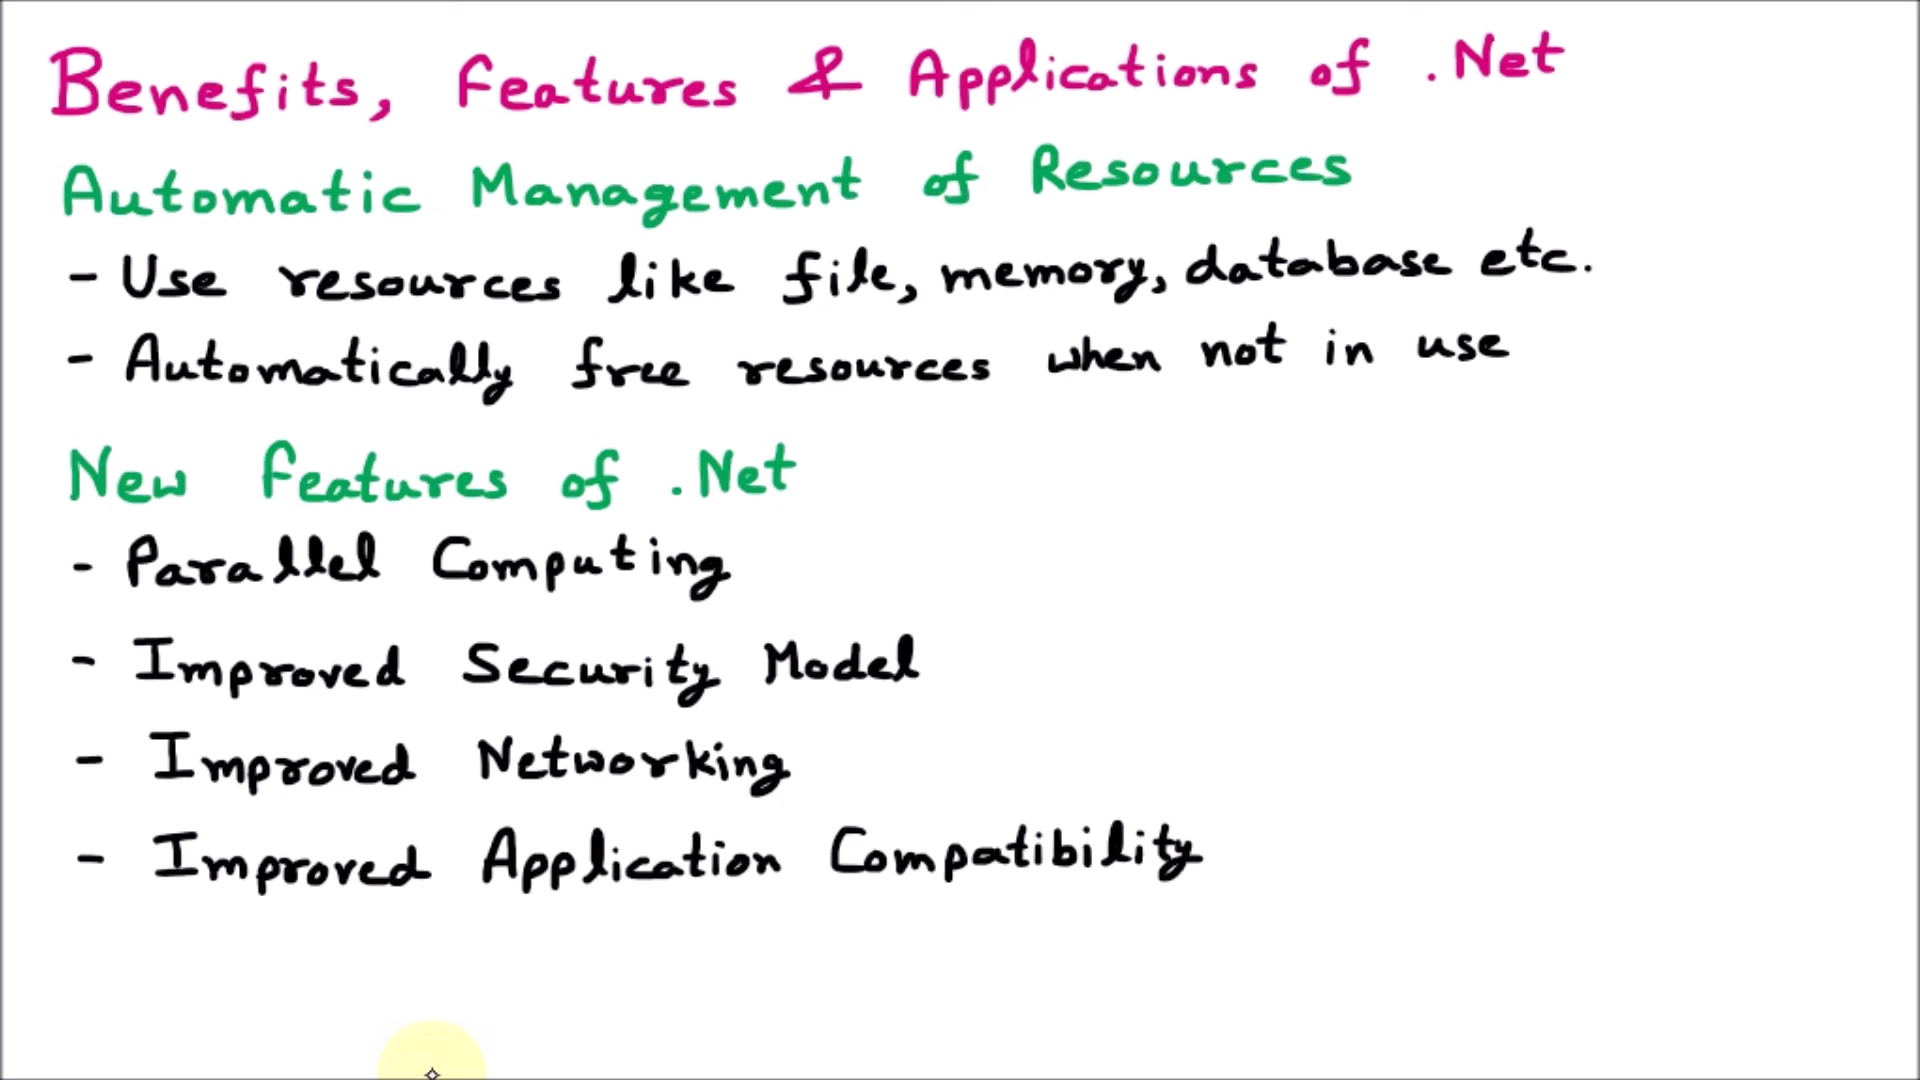 Benefits, Features & Applications of .Net
Automatic Management of Resources
- Use resources like file, memory, database etc.
- Automatically free resources when not in use
New Features of .Net
- Parallel Computing
- Improved Security Model
- Improved Networking
- Improved Application Compatibility